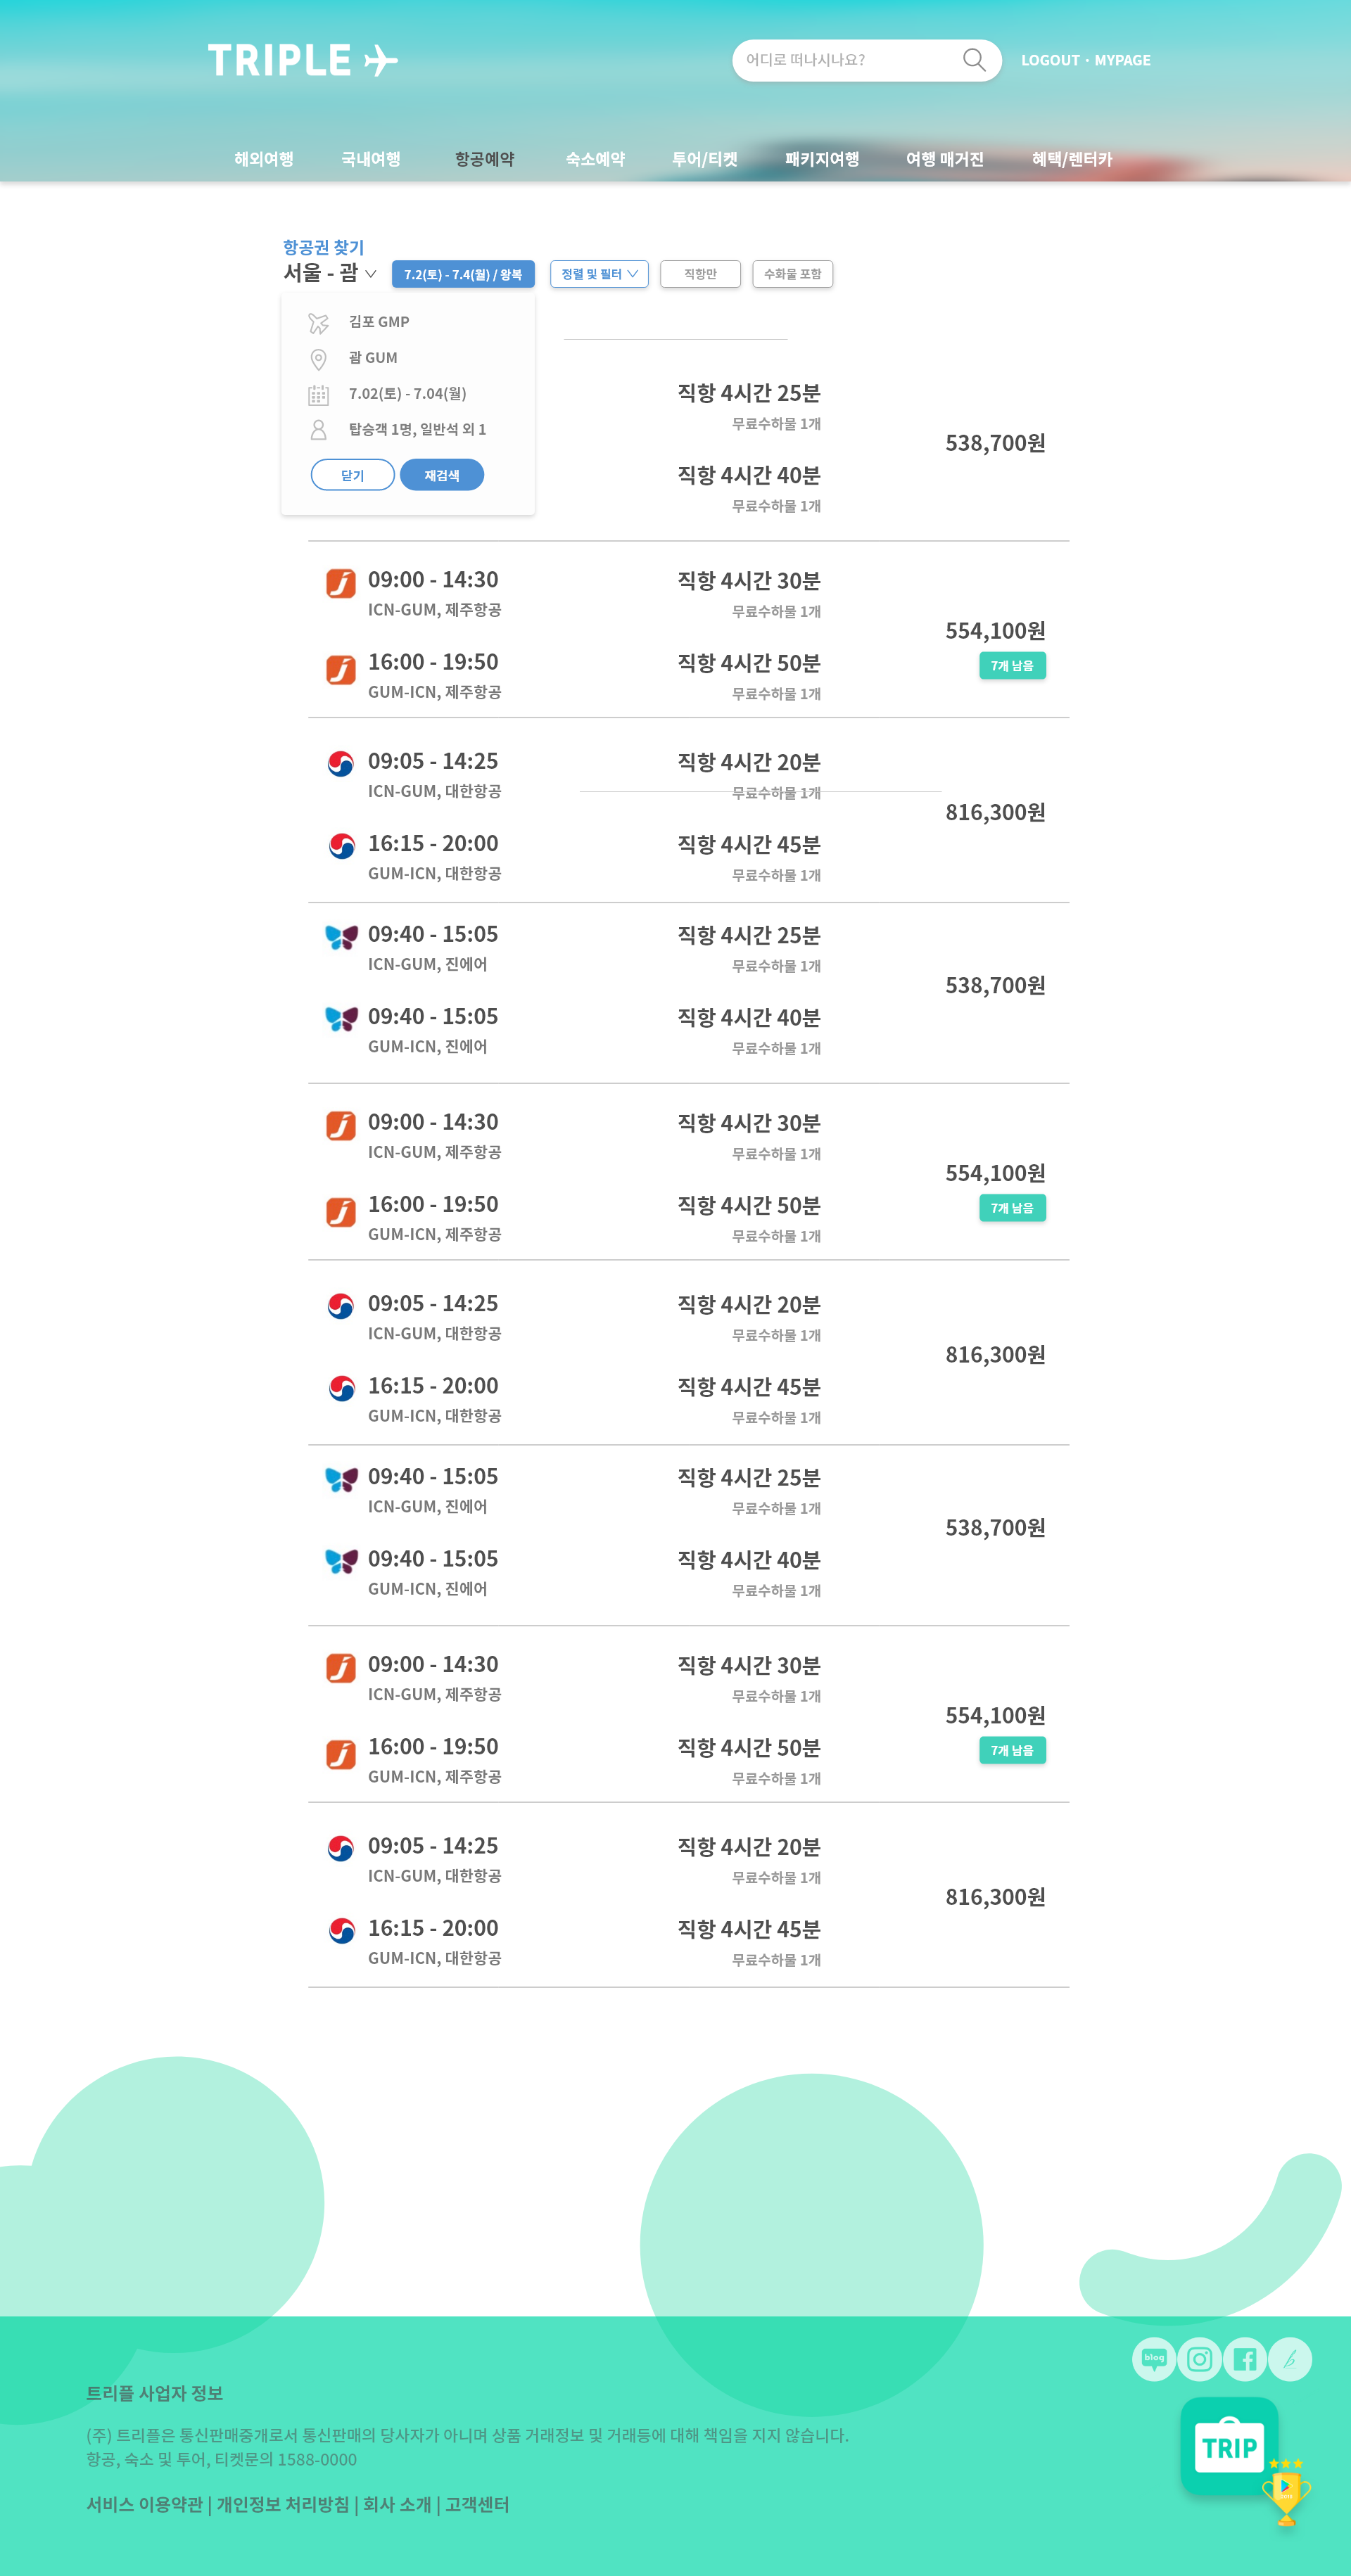 TRIPLE
어디로 떠나시나요?
LOGOUT · MYPAGE
해외여행 국내여행 항공예약 숙소예약 투어/티켓 패키지여행 여행 매거진 혜택/렌터카
항공권 찾기
서울 - 괌 7.2(토) - 7.4(월) / 왕복 정렬 및 필터 직항만 수화물 포함
김포 GMP
괌 GUM
7.02(토) - 7.04(월)
탑승객 1명, 일반석 외 1
닫기 재검색
직항 4시간 25분
무료수하물 1개
538,700원
직항 4시간 40분
무료수하물 1개
09:00 - 14:30 직항 4시간 30분
ICN-GUM, 제주항공 무료수하물 1개
554,100원
7개 남음
16:00 - 19:50 직항 4시간 50분
GUM-ICN, 제주항공 무료수하물 1개
09:05 - 14:25 직항 4시간 20분
ICN-GUM, 대한항공 무료수하물 1개
816,300원
16:15 - 20:00 직항 4시간 45분
GUM-ICN, 대한항공 무료수하물 1개
09:40 - 15:05 직항 4시간 25분
ICN-GUM, 진에어 무료수하물 1개
538,700원
09:40 - 15:05 직항 4시간 40분
GUM-ICN, 진에어 무료수하물 1개
09:00 - 14:30 직항 4시간 30분
ICN-GUM, 제주항공 무료수하물 1개
554,100원
7개 남음
16:00 - 19:50 직항 4시간 50분
GUM-ICN, 제주항공 무료수하물 1개
09:05 - 14:25 직항 4시간 20분
ICN-GUM, 대한항공 무료수하물 1개
816,300원
16:15 - 20:00 직항 4시간 45분
GUM-ICN, 대한항공 무료수하물 1개
09:40 - 15:05 직항 4시간 25분
ICN-GUM, 진에어 무료수하물 1개
538,700원
09:40 - 15:05 직항 4시간 40분
GUM-ICN, 진에어 무료수하물 1개
09:00 - 14:30 직항 4시간 30분
ICN-GUM, 제주항공 무료수하물 1개
554,100원
7개 남음
16:00 - 19:50 직항 4시간 50분
GUM-ICN, 제주항공 무료수하물 1개
09:05 - 14:25 직항 4시간 20분
ICN-GUM, 대한항공 무료수하물 1개
816,300원
16:15 - 20:00 직항 4시간 45분
GUM-ICN, 대한항공 무료수하물 1개
blog
트리플 사업자 정보
(주) 트리플은 통신판매중개로서 통신판매의 당사자가 아니며 상품 거래정보 및 거래등에 대해 책임을 지지 않습니다.
항공, 숙소 및 투어, 티켓문의 1588-0000
서비스 이용약관 | 개인정보 처리방침 | 회사 소개 | 고객센터
TRIP